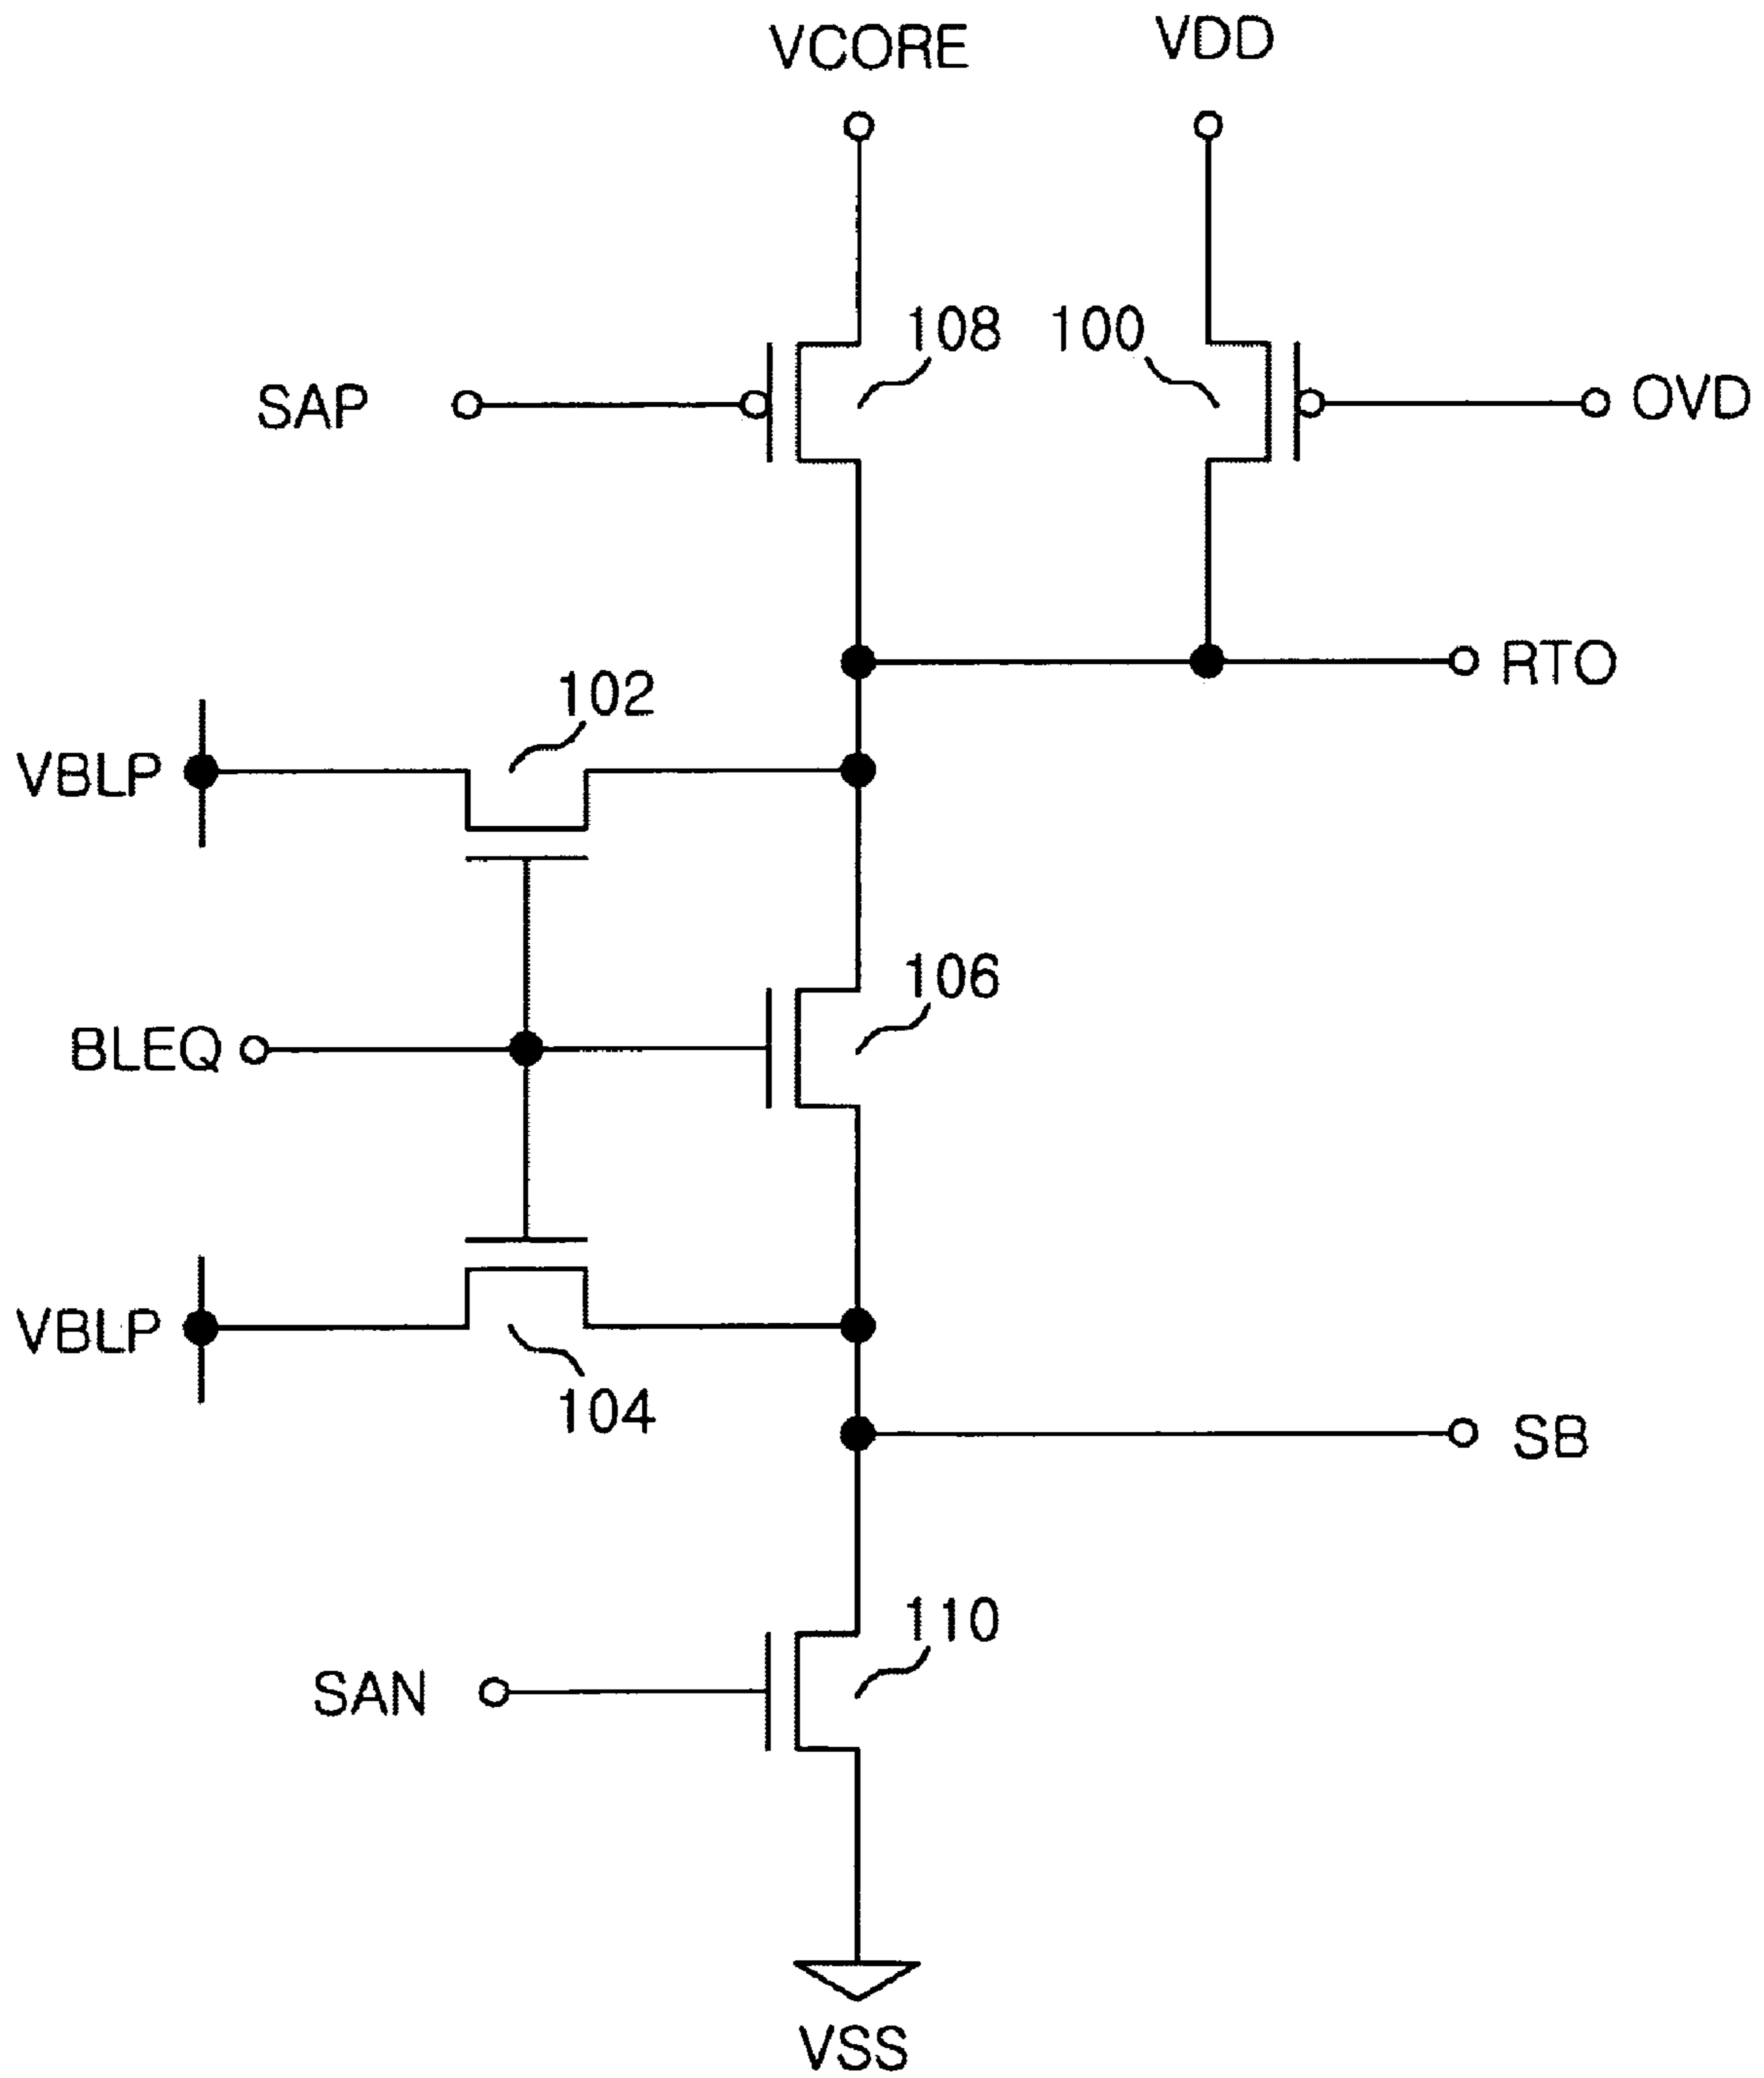 VCORE
VDD
108
100
SAP
OVD
RTO
102
VBLP
106
BLEQ
VBLP
104
SB
110
SAN
VSS